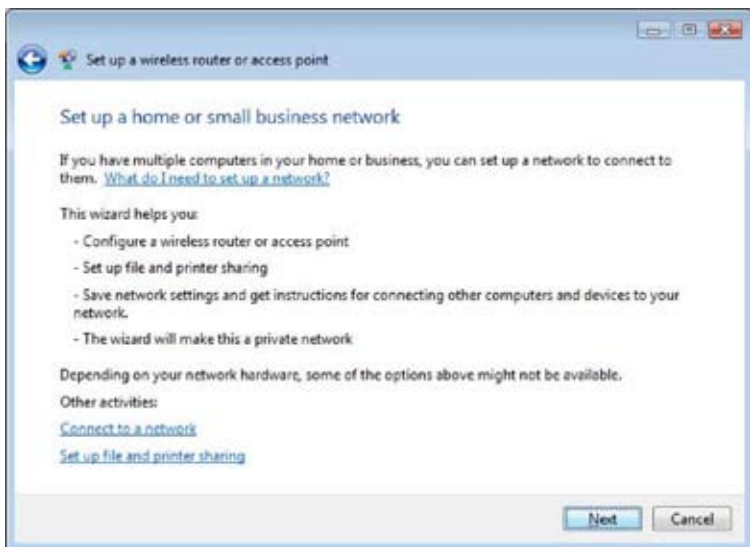 Set up a wireless router or access point
Set up a home or small business network
If you have multiple computers in your home or business, you can set up a network to connect to
them. What do I need to set up a network?
This wizard helps you:
- Configure a wireless router or access point
- Set up file and printer sharing
- Save network settings and get instructions for connecting other computers and devices to your
network.
- The wizard will make this a private network
Depending on your network hardware, some of the options above might not be available.
Other activities:
Connect to a network
Set up file and printer sharing
Next Cancel